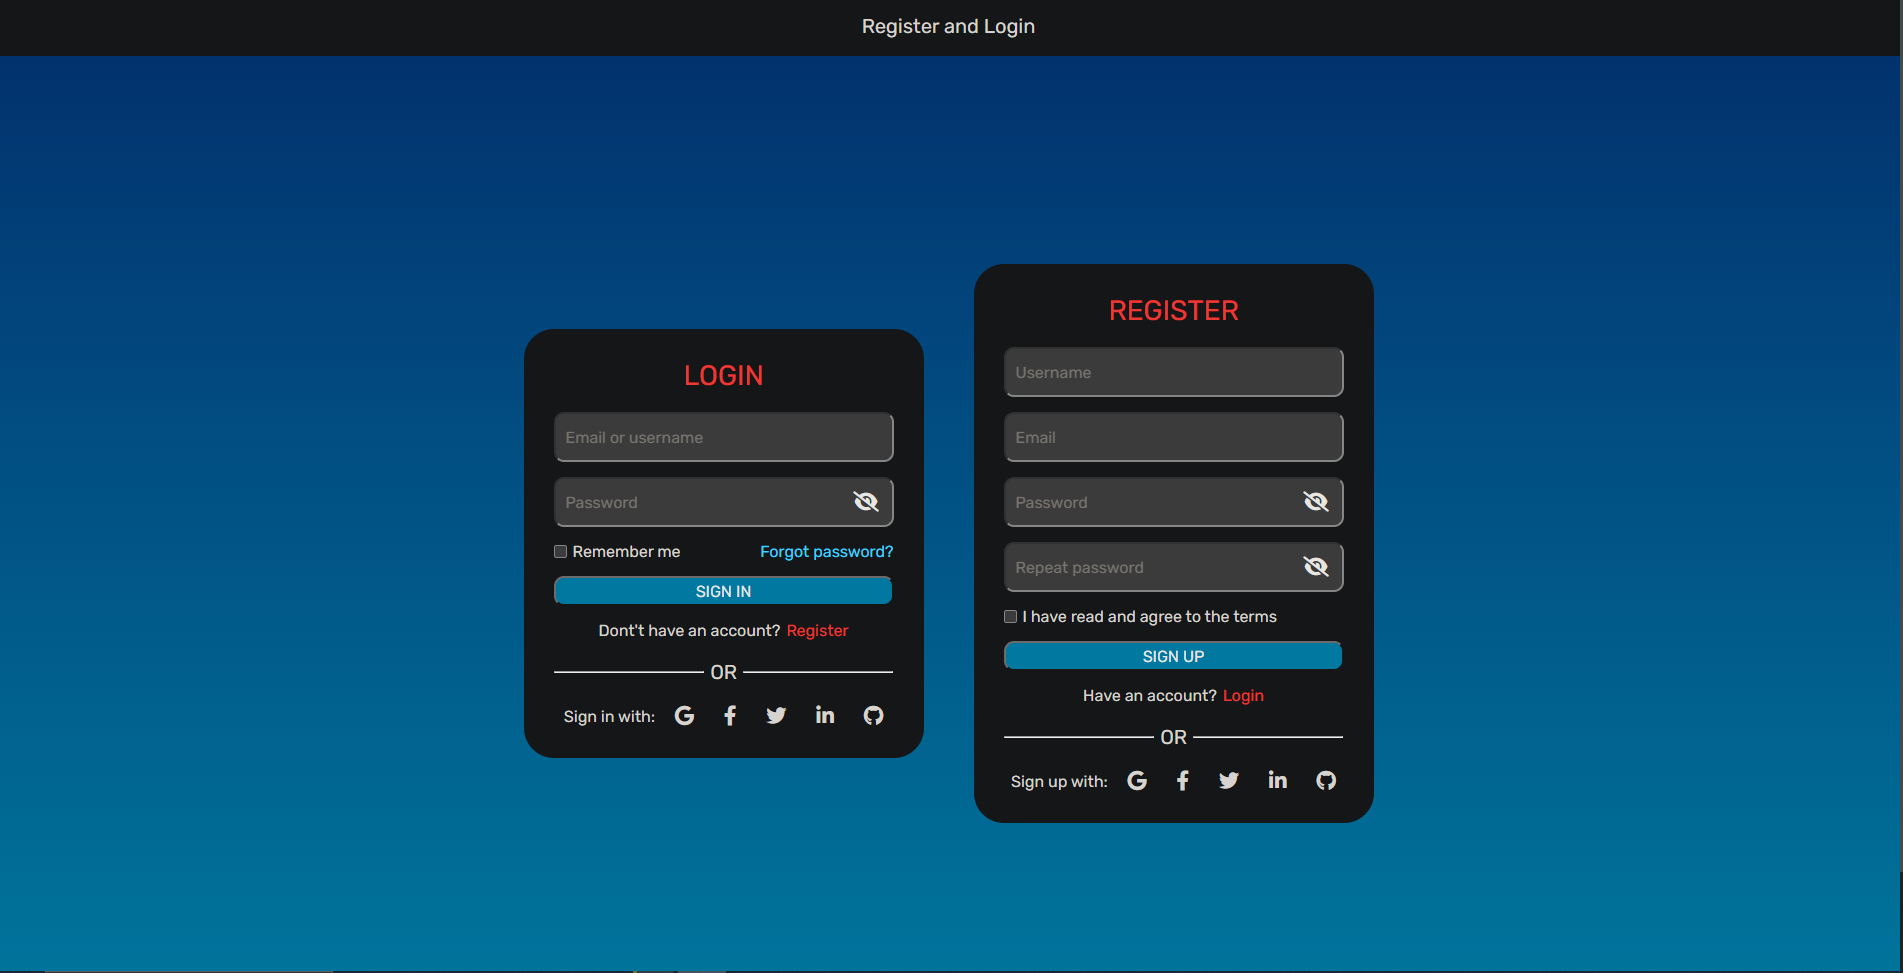 Register and Login
LOGIN
Email or username
Password
Remember me Forgot password?
SIGN IN
Dont't have an account? Register
OR
Sign in with:
REGISTER
Username
Email
Password
Repeat password
I have read and agree to the terms
SIGN UP
Have an account? Login
OR
Sign up with: